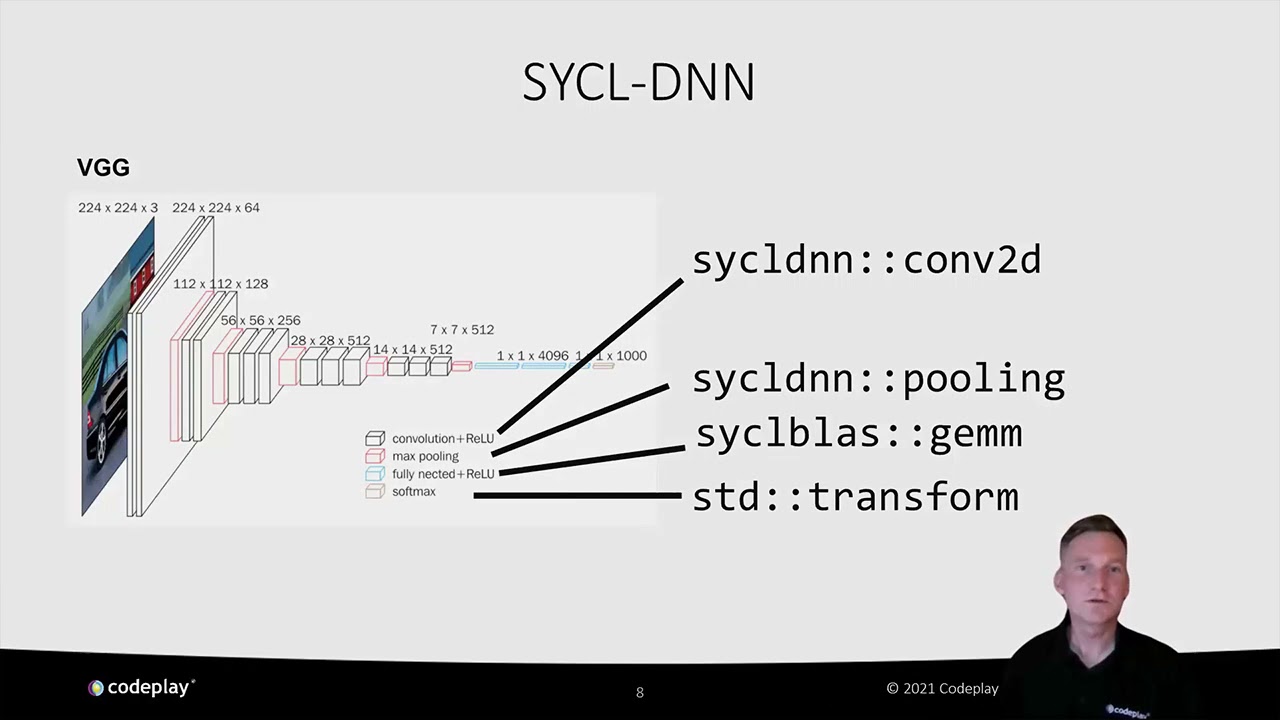 SYCL-DNN
VGG
224 x 224 x 3
224 x 224 x 64
112 x 112 x 128
56 x 56 x 256
28 x 28 x 512
14 x 14 x 512
7 x 7 x 512
1 x 1 x 4096
1 x 1 x 1000
convolution+ReLU
max pooling
fully nected+ReLU
softmax
sycldnn::conv2d
sycldnn::pooling
syclblas::gemm
std::transform
codeplay®
8
© 2021 Codeplay
codeplay